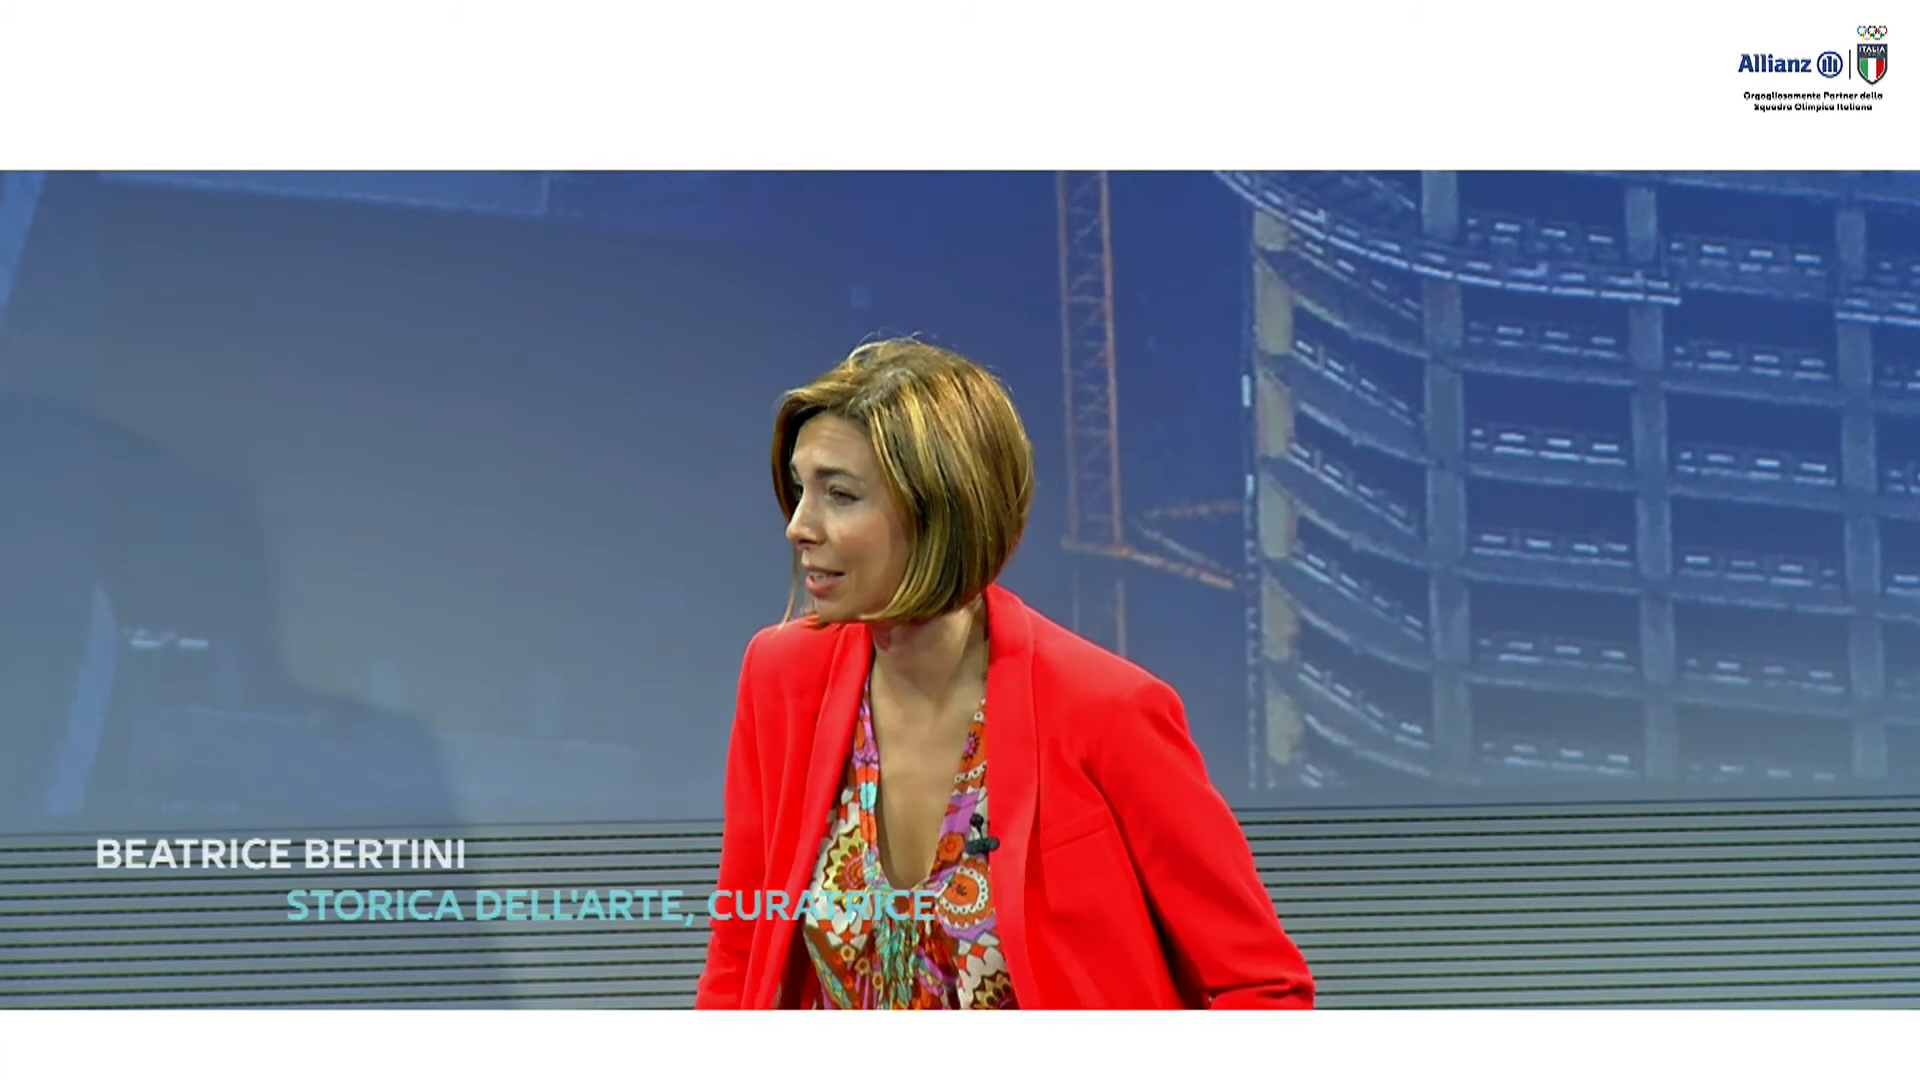 Allianz
ITALIA
Orgogliosamente Partner della
Squadra Olimpica Italiana
BEATRICE BERTINI
STORICA DELL'ARTE, CURATRICE